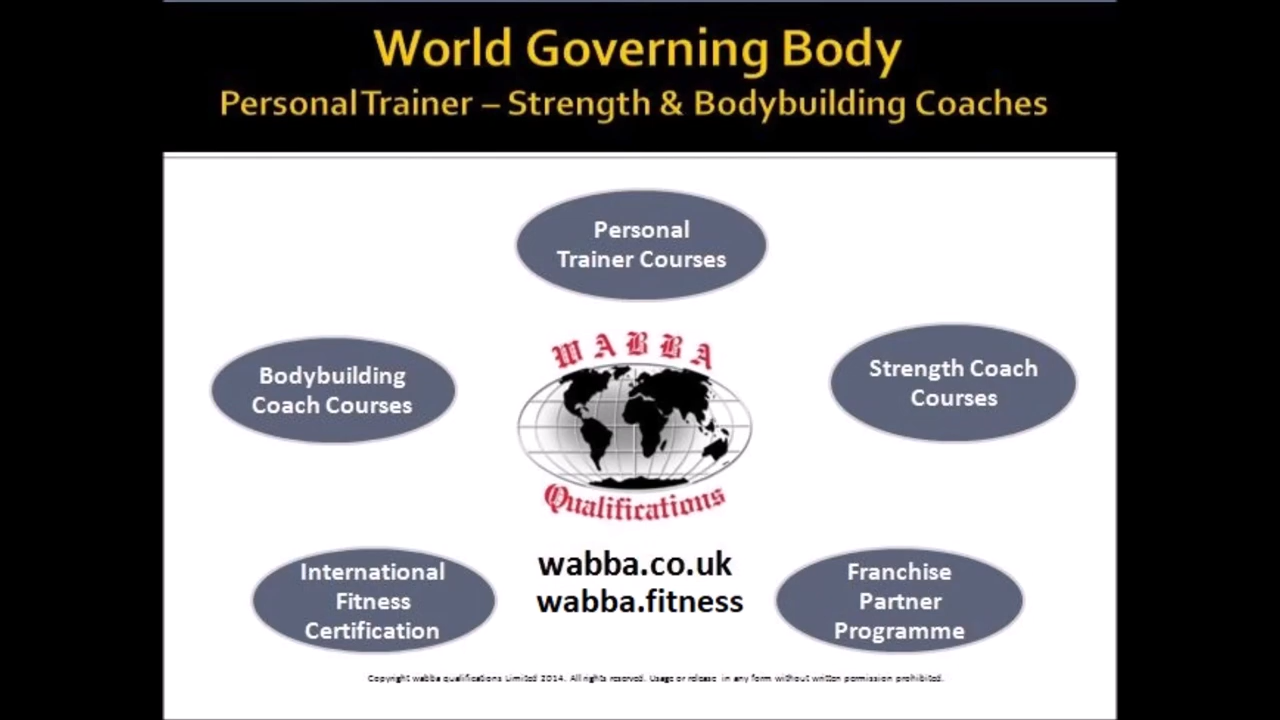 World Governing Body
Personal Trainer – Strength & Bodybuilding Coaches
Personal
Trainer Courses
Bodybuilding
Coach Courses
WABBA
Qualifications
Strength Coach
Courses
International
Fitness
Certification
wabba.co.uk
wabba.fitness
Franchise
Partner
Programme
Copyright wabba qualifications Limited 2014. All rights reserved. Usage or release in any form without written permission prohibited.